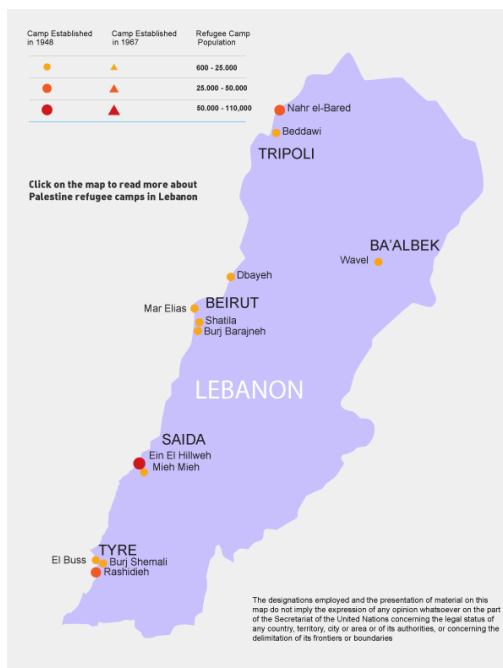 Camp Established in 1948
Camp Established in 1967
Refugee Camp Population
600 - 25.000
25.000 - 50.000
50.000 - 110,000
Nahr el-Bared
Beddawi
TRIPOLI
Click on the map to read more about
Palestine refugee camps in Lebanon
BA'ALBEK
Wavel
Dbayeh
BEIRUT
Mar Elias
Shatila
Burj Barajneh
LEBANON
SAIDA
Ein El Hillweh
Mieh Mieh
TYRE
El Buss
Burj Shemali
Rashidieh
The designations employed and the presentation of material on this
map do not imply the expression of any opinion whatsoever on the part
of the Secretariat of the United Nations concerning the legal status of
any country, territory, city or area or of its authorities, or concerning the
delimitation of its frontiers or boundaries